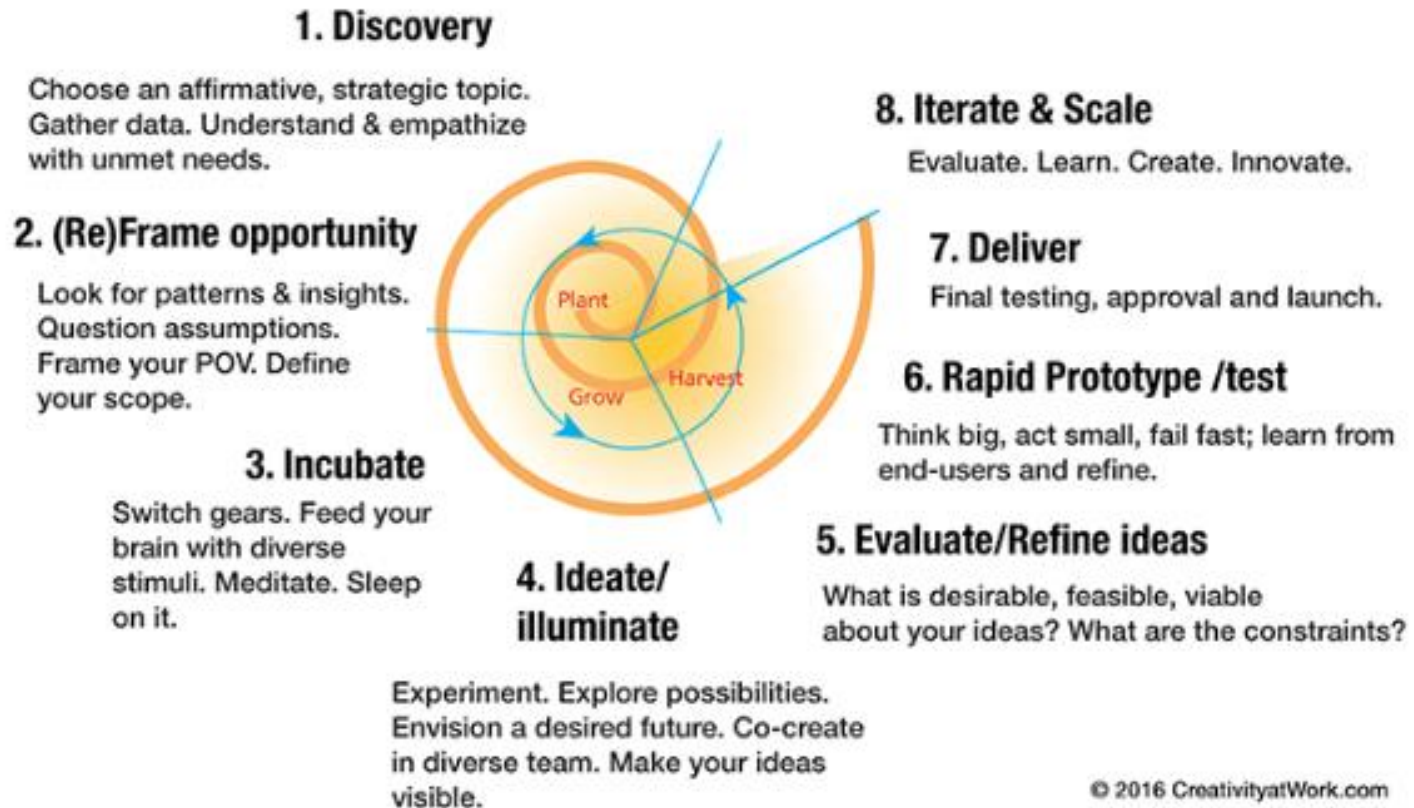 1. Discovery
Choose an affirmative, strategic topic.
Gather data. Understand & empathize
with unmet needs.
2. (Re)Frame opportunity
Look for patterns & insights.
Question assumptions.
Frame your POV. Define
your scope.
3. Incubate
Switch gears. Feed your
brain with diverse
stimuli. Meditate. Sleep
on it.
4. Ideate/
illuminate
Experiment. Explore possibilities.
Envision a desired future. Co-create
in diverse team. Make your ideas
visible.
5. Evaluate/Refine ideas
What is desirable, feasible, viable
about your ideas? What are the constraints?
6. Rapid Prototype /test
Think big, act small, fail fast; learn from
end-users and refine.
7. Deliver
Final testing, approval and launch.
8. Iterate & Scale
Evaluate. Learn. Create. Innovate.
Plant
Grow
Harvest
© 2016 CreativityatWork.com